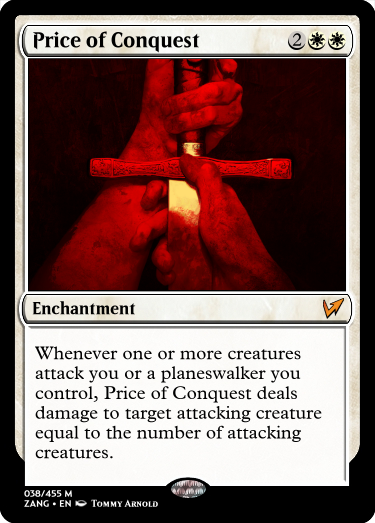 Price of Conquest 2
Enchantment
Whenever one or more creatures
attack you or a planeswalker you
control, Price of Conquest deals
damage to target attacking creature
equal to the number of attacking
creatures.
038/455 M
ZANG • EN Tommy Arnold